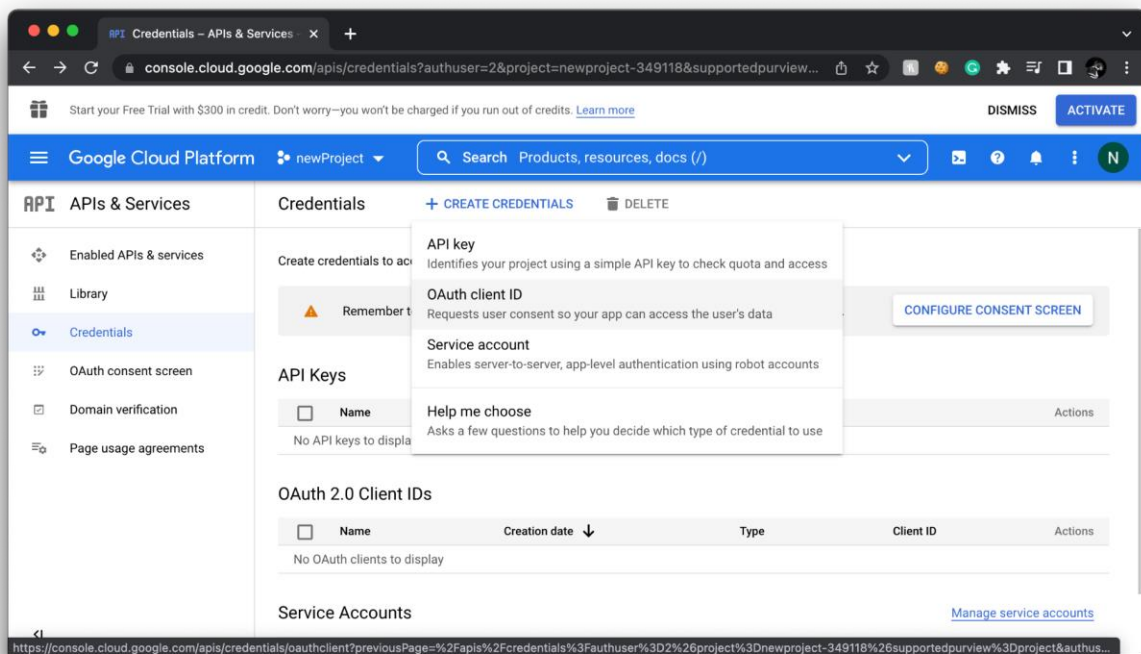 API Credentials – APIs & Services -
console.cloud.google.com/apis/credentials?authuser=2&project=newproject-349118&supportedpurview...
Start your Free Trial with $300 in credit. Don't worry—you won't be charged if you run out of credits. Learn more
DISMISS
ACTIVATE
Google Cloud Platform
newProject
Search Products, resources, docs (/)
N
API APIs & Services
Credentials
+ CREATE CREDENTIALS
DELETE
Enabled APIs & services
Library
Credentials
OAuth consent screen
Domain verification
Page usage agreements
Create credentials to ac
Remember t
CONFIGURE CONSENT SCREEN
API key
Identifies your project using a simple API key to check quota and access
OAuth client ID
Requests user consent so your app can access the user's data
Service account
Enables server-to-server, app-level authentication using robot accounts
Help me choose
Asks a few questions to help you decide which type of credential to use
API Keys
Name
Actions
No API keys to displa
OAuth 2.0 Client IDs
Name Creation date Type Client ID Actions
No OAuth clients to display
Service Accounts
Manage service accounts
https://console.cloud.google.com/apis/credentials/oauthclient?previousPage=%2Fapis%2Fcredentials%3Fauthuser%3D2%26project%3Dnewproject-349118%26supportedpurview%3Dproject&authus...